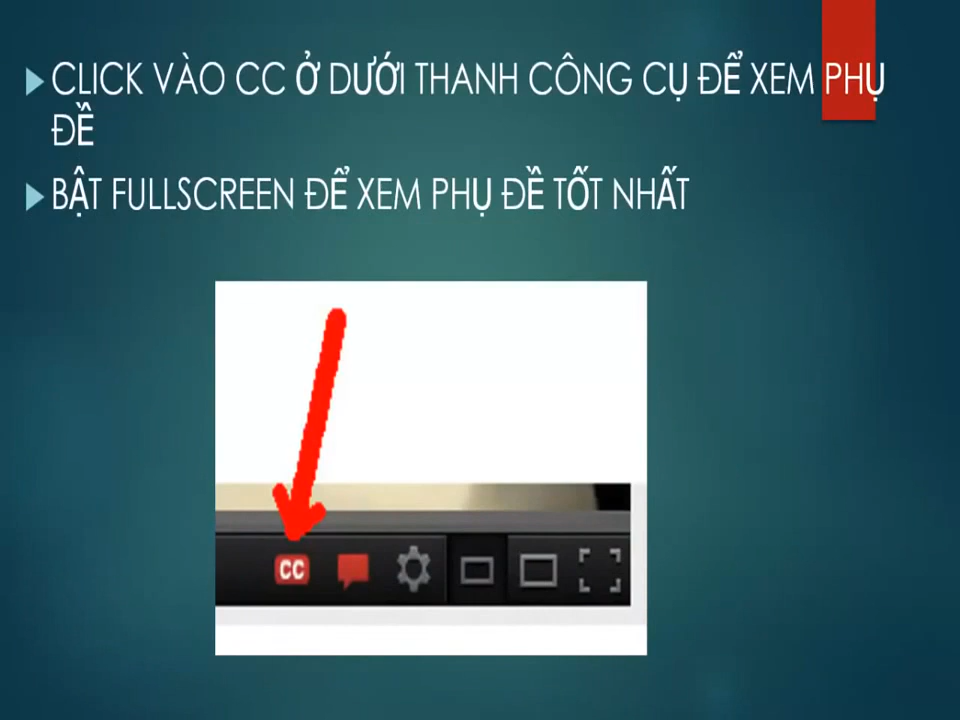 CLICK VÀO CC Ở DƯỚI THANH CÔNG CỤ ĐỂ XEM PHỤ
ĐỀ
BẬT FULLSCREEN ĐỂ XEM PHỤ ĐỀ TỐT NHẤT
CC